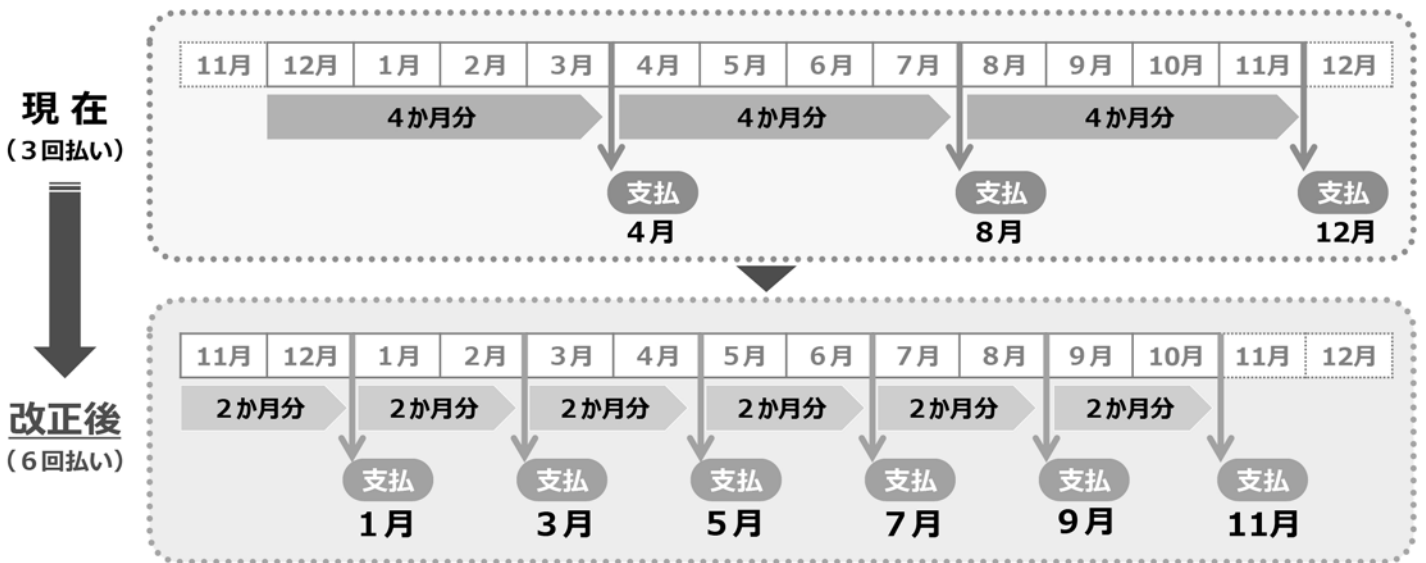 11月 12月 1月 2月 3月 4月 5月 6月 7月 8月 9月 10月 11月 12月
現在
（3回払い）
4か月分 4か月分 4か月分
支払 支払 支払
4月 8月 12月
11月 12月 1月 2月 3月 4月 5月 6月 7月 8月 9月 10月 11月 12月
改正後
（6回払い）
2か月分 2か月分 2か月分 2か月分 2か月分 2か月分
支払 支払 支払 支払 支払 支払
1月 3月 5月 7月 9月 11月